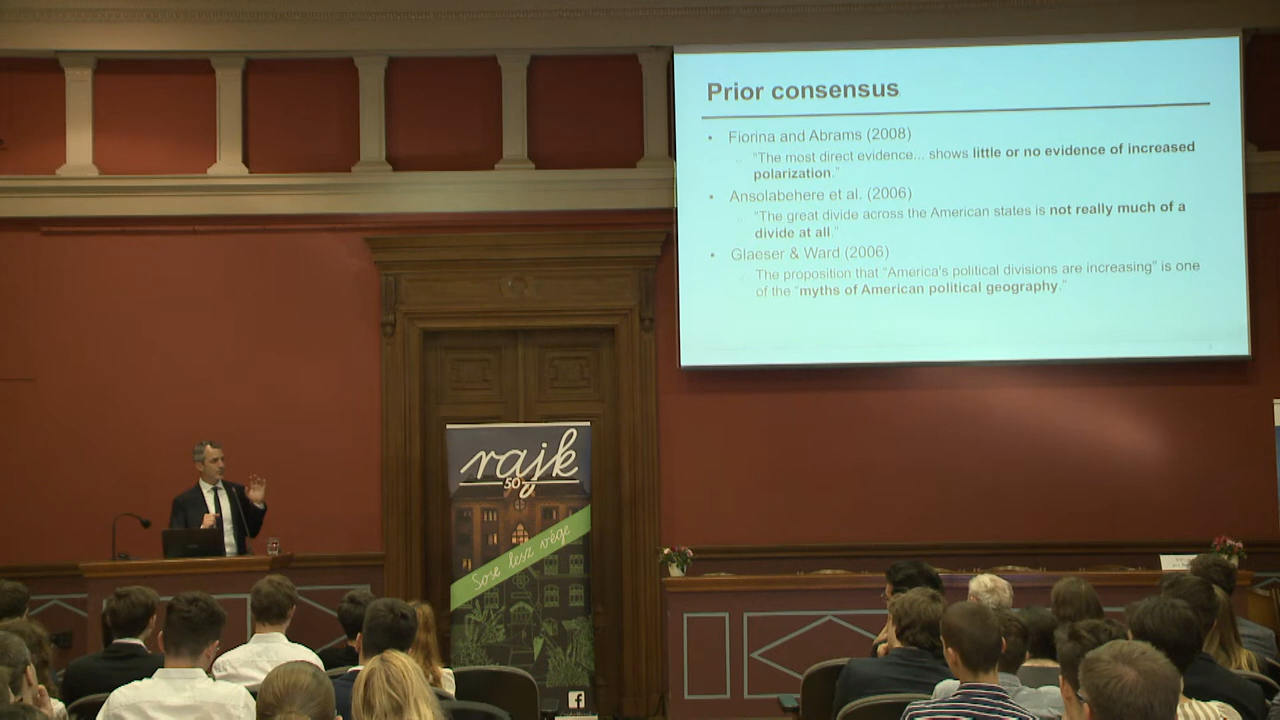 Prior consensus
• Fiorina and Abrams (2008)
"The most direct evidence... shows little or no evidence of increased
polarization."
• Ansolabehere et al. (2006)
"The great divide across the American states is not really much of a
divide at all."
• Glaeser & Ward (2006)
The proposition that "America's political divisions are increasing" is one
of the "myths of American political geography."
rajk
50
Sose lesz vége
f